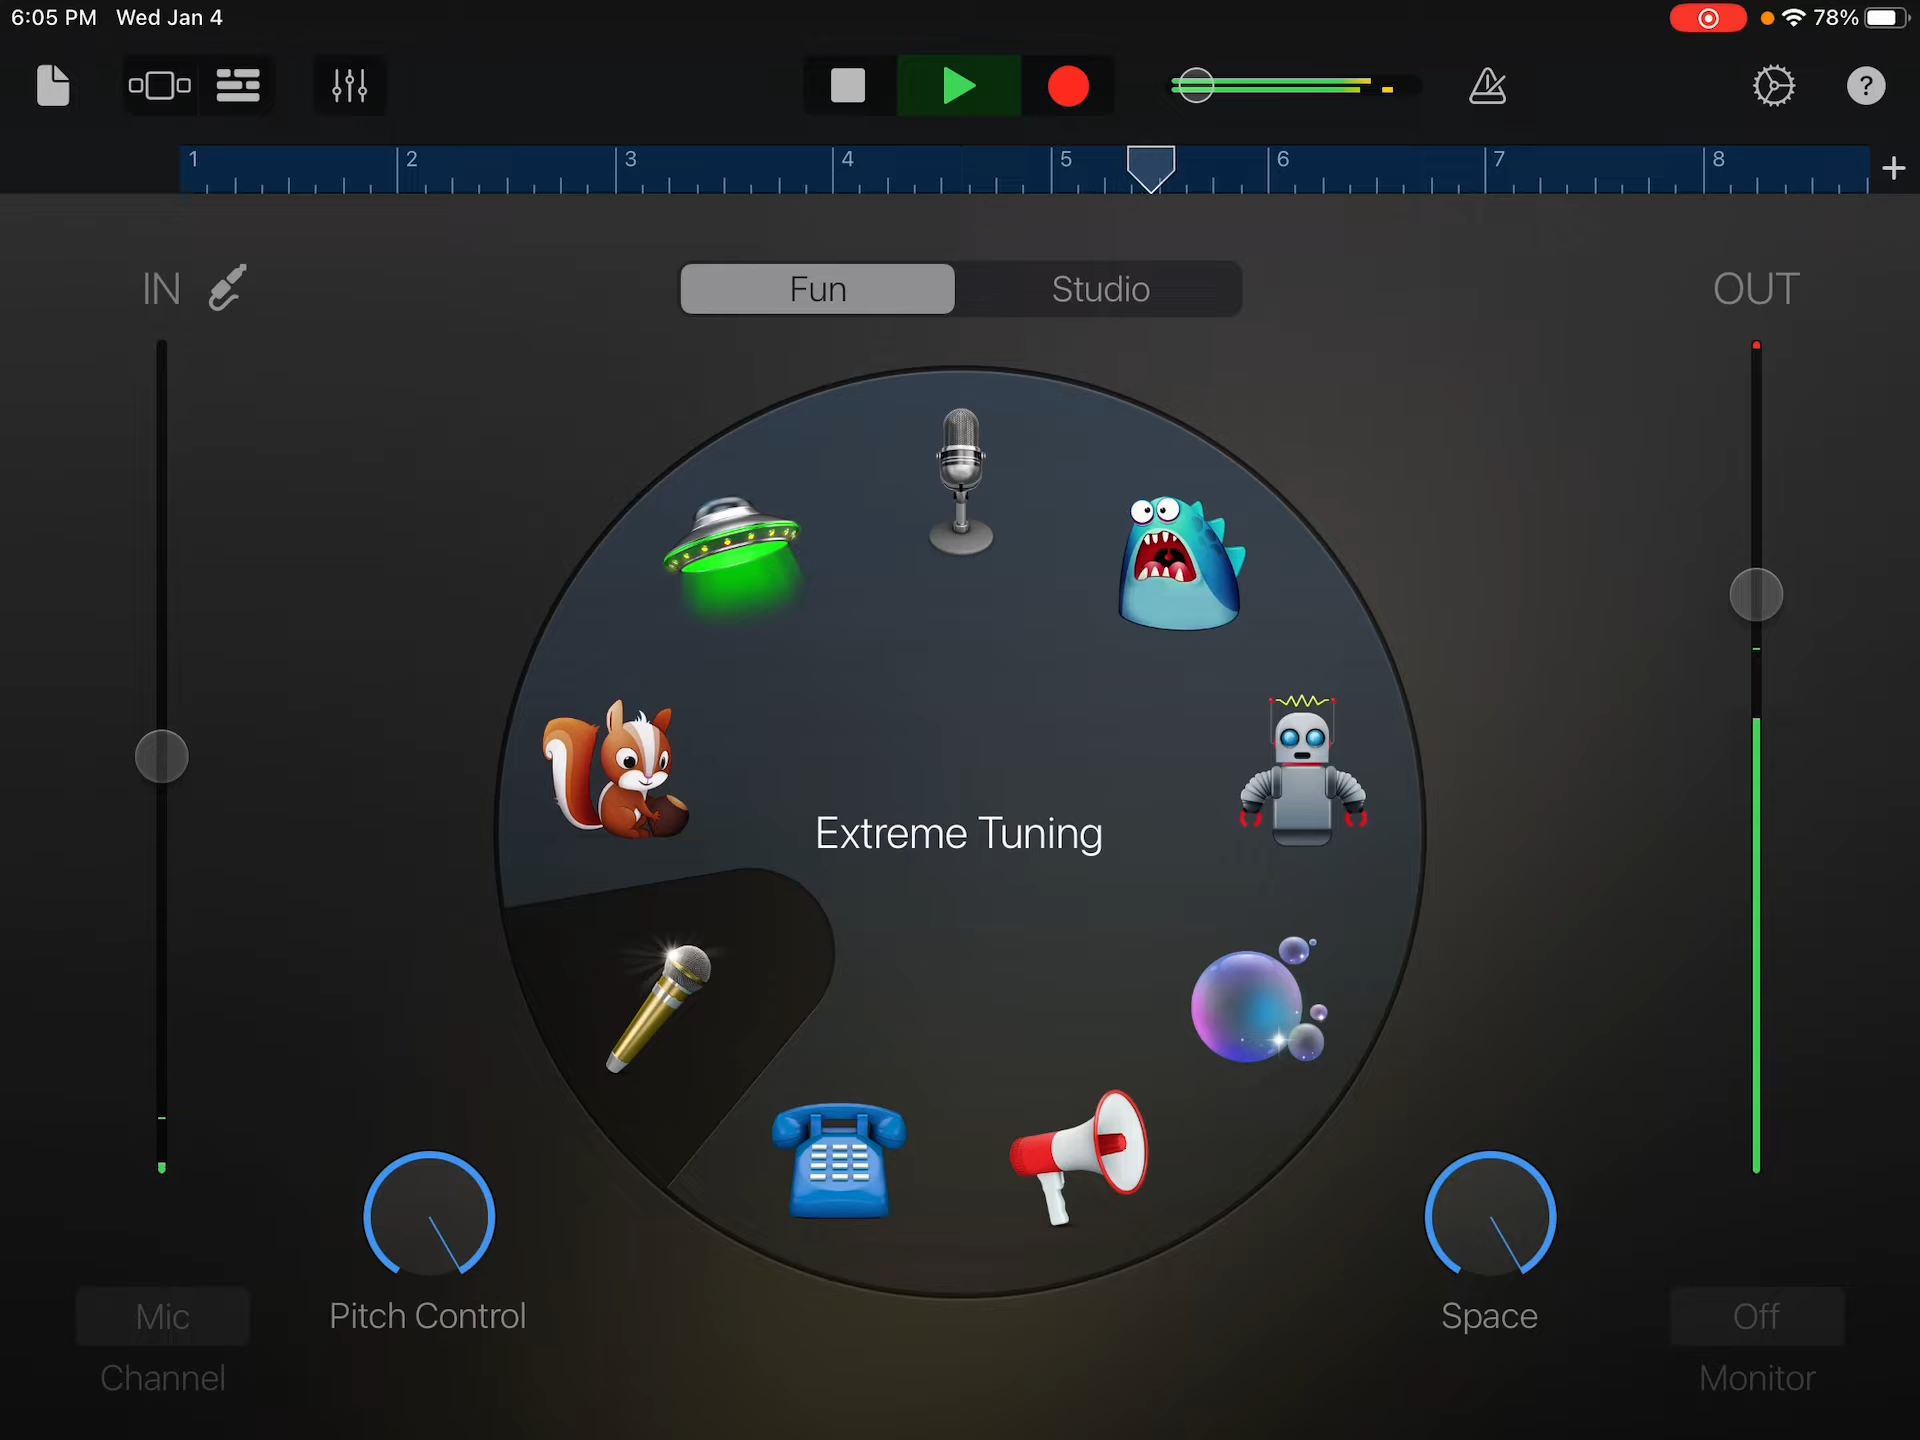 6:05 PM Wed Jan 4
78%
?
1 2 3 4 5 6 7 8
IN
Fun
Studio
OUT
Extreme Tuning
Mic
Pitch Control
Space
Off
Channel
Monitor